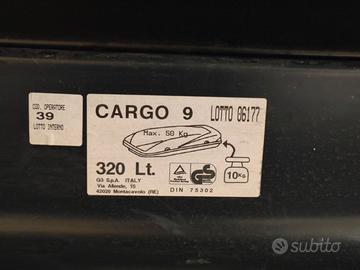 COD. OPERATORE
39
LOTTO INTERNO
CARGO 9
LOTTO 06177
Max. 50 Kg
320 Lt.
G3 S.p.A. ITALY
Via Allende, 15
42020 Montecavolo (RE)
DIN 75302
10KG
subito